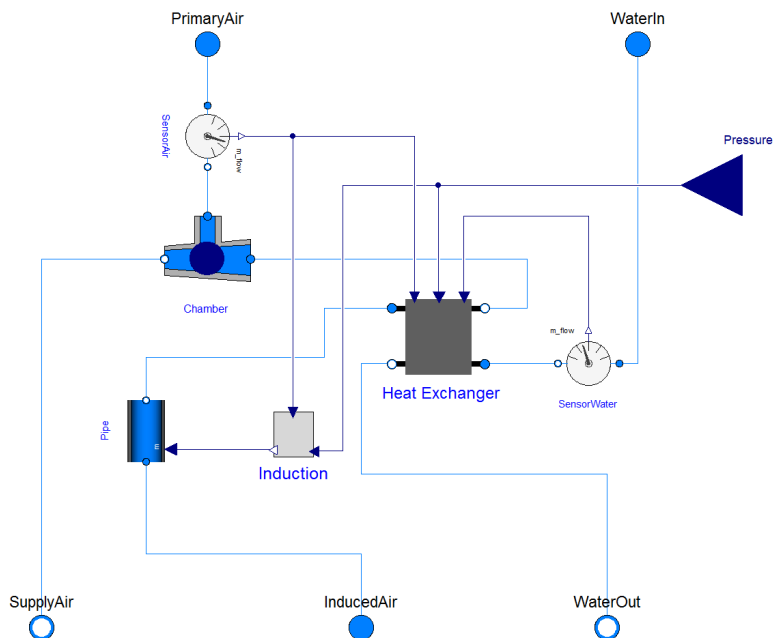 PrimaryAir
WaterIn
SensorAir
m_flow
Pressure
Chamber
m_flow
Heat Exchanger
SensorWater
Pipe
m
Induction
SupplyAir
InducedAir
WaterOut